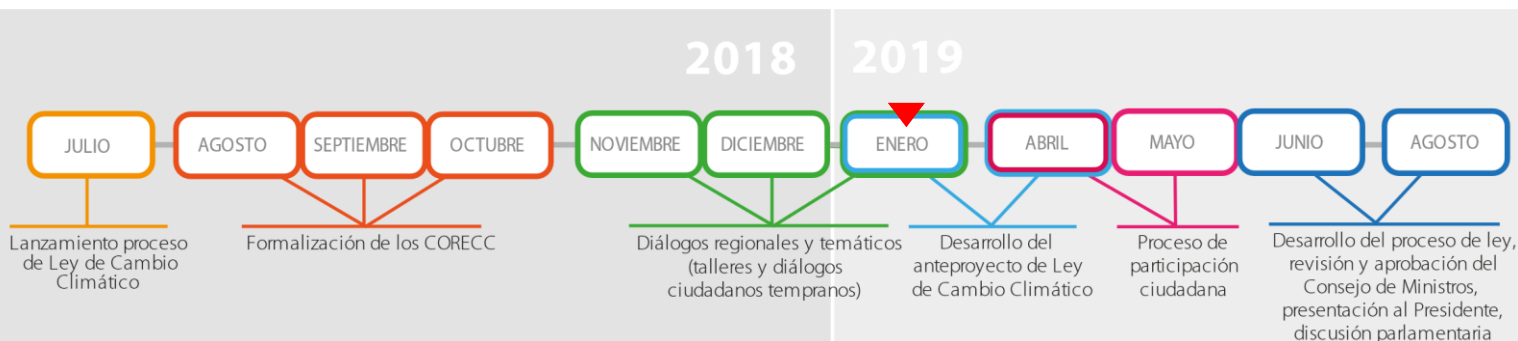 2018
2019
JULIO
AGOSTO
SEPTIEMBRE
OCTUBRE
NOVIEMBRE
DICIEMBRE
ENERO
ABRIL
MAYO
JUNIO
AGOSTO
Lanzamiento proceso
de Ley de Cambio
Climático
Formalización de los CORECC
Diálogos regionales y temáticos
(talleres y diálogos
ciudadanos tempranos)
Desarrollo del
anteproyecto de Ley
de Cambio Climático
Proceso de
participación
ciudadana
Desarrollo del proceso de ley,
revisión y aprobación del
Consejo de Ministros,
presentación al Presidente,
discusión parlamentaria